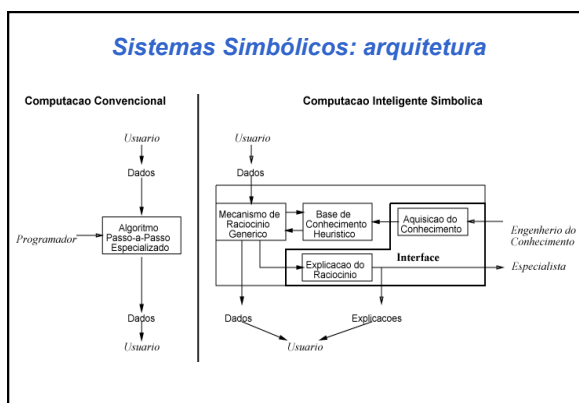 Sistemas Simbólicos: arquitetura
Computacao Convencional
Usuario
Dados
Programador
Algoritmo
Passo-a-Passo
Especializado
Dados
Usuario
Computacao Inteligente Simbolica
Usuario
Dados
Mecanismo de
Raciocinio
Generico
Base de
Conhecimento
Heuristico
Aquisicao do
Conhecimento
Engenherio do
Conhecimento
Interface
Explicacao do
Raciocinio
Especialista
Dados
Explicacoes
Usuario